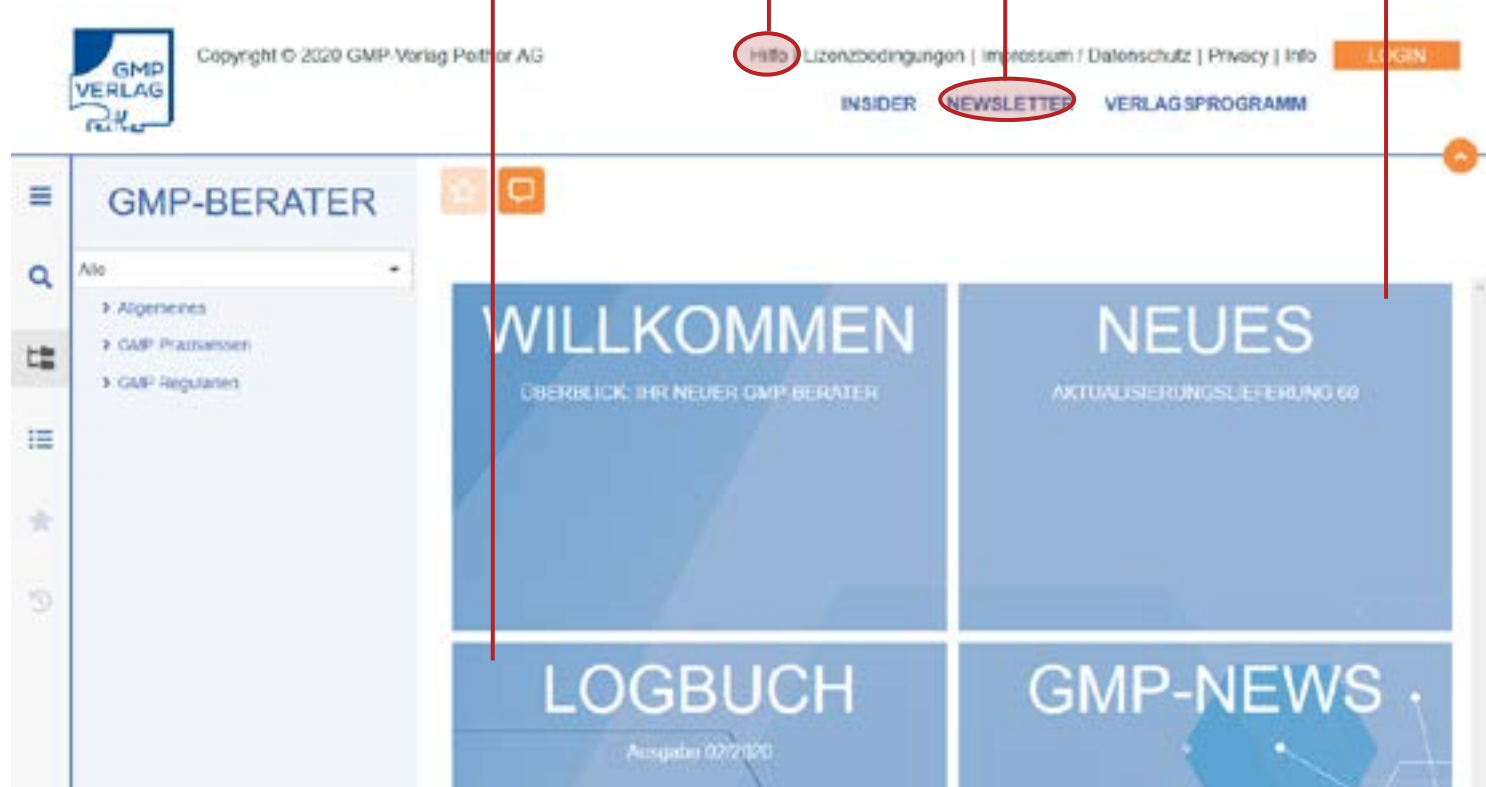 GMP
VERLAG
Copyright © 2020 GMP-Verlag Peither AG
Hilfe | Lizenzbedingungen | Impressum / Datenschutz | Privacy | Info
LOGIN
INSIDER NEWSLETTER VERLAGSPROGRAMM
GMP-BERATER
Alle
Allgemeines
GMP Praxiswissen
GMP Regularien
WILLKOMMEN
ÜBERBLICK: IHR NEUER GMP-BERATER
NEUES
AKTUALISIERUNGSLIEFERUNG 60
LOGBUCH
Ausgabe 02/2020
GMP-NEWS